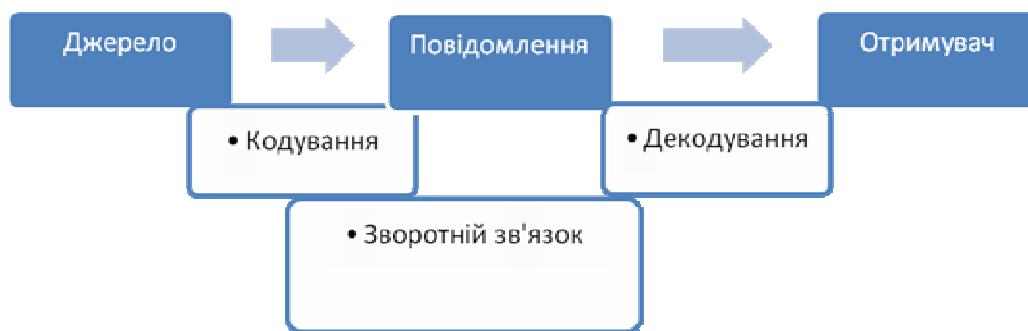 Джерело
Повідомлення
Отримувач
• Кодування
• Декодування
• Зворотній зв'язок